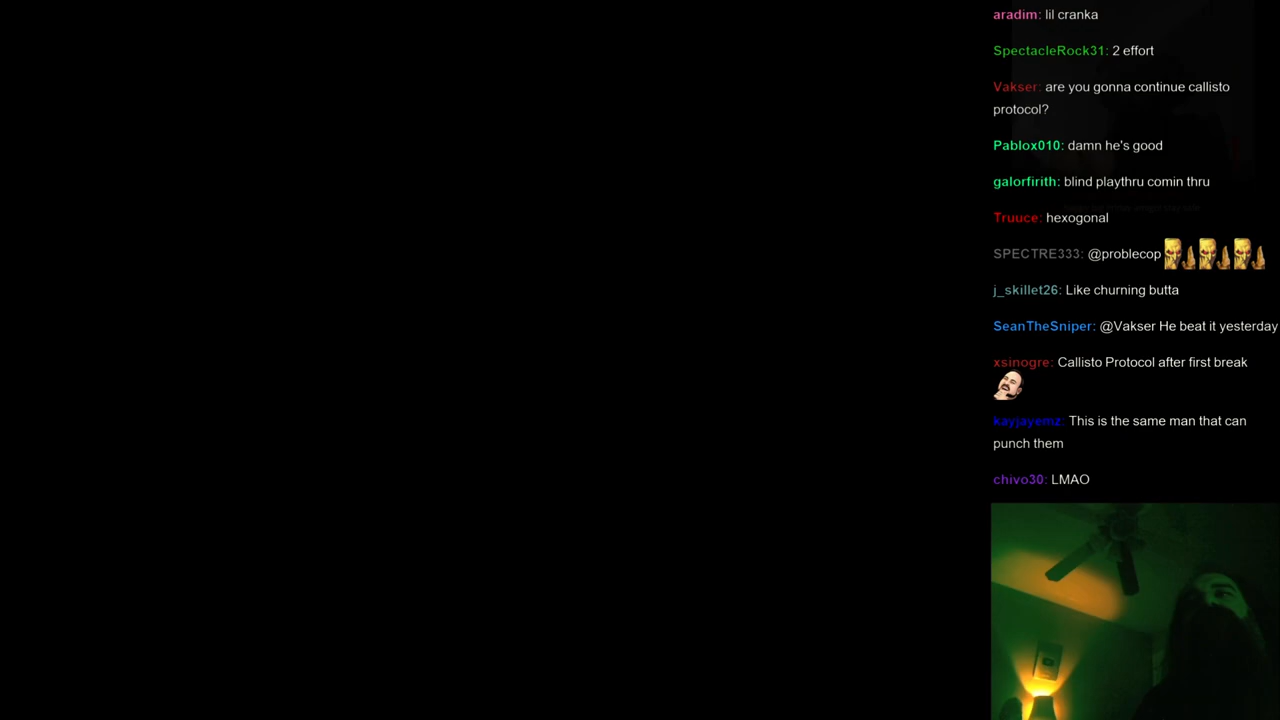 aradim: lil cranka
SpectacleRock31: 2 effort
Vakser: are you gonna continue callisto
protocol?
Pablox010: damn he's good
galorfirith: blind playthru comin thru
Truuce: hexogonal
SPECTRE333: @problecop
j_skillet26: Like churning butta
SeanTheSniper: @Vakser He beat it yesterday
xsinogre: Callisto Protocol after first break
kayjayemz: This is the same man that can
punch them
chivo30: LMAO